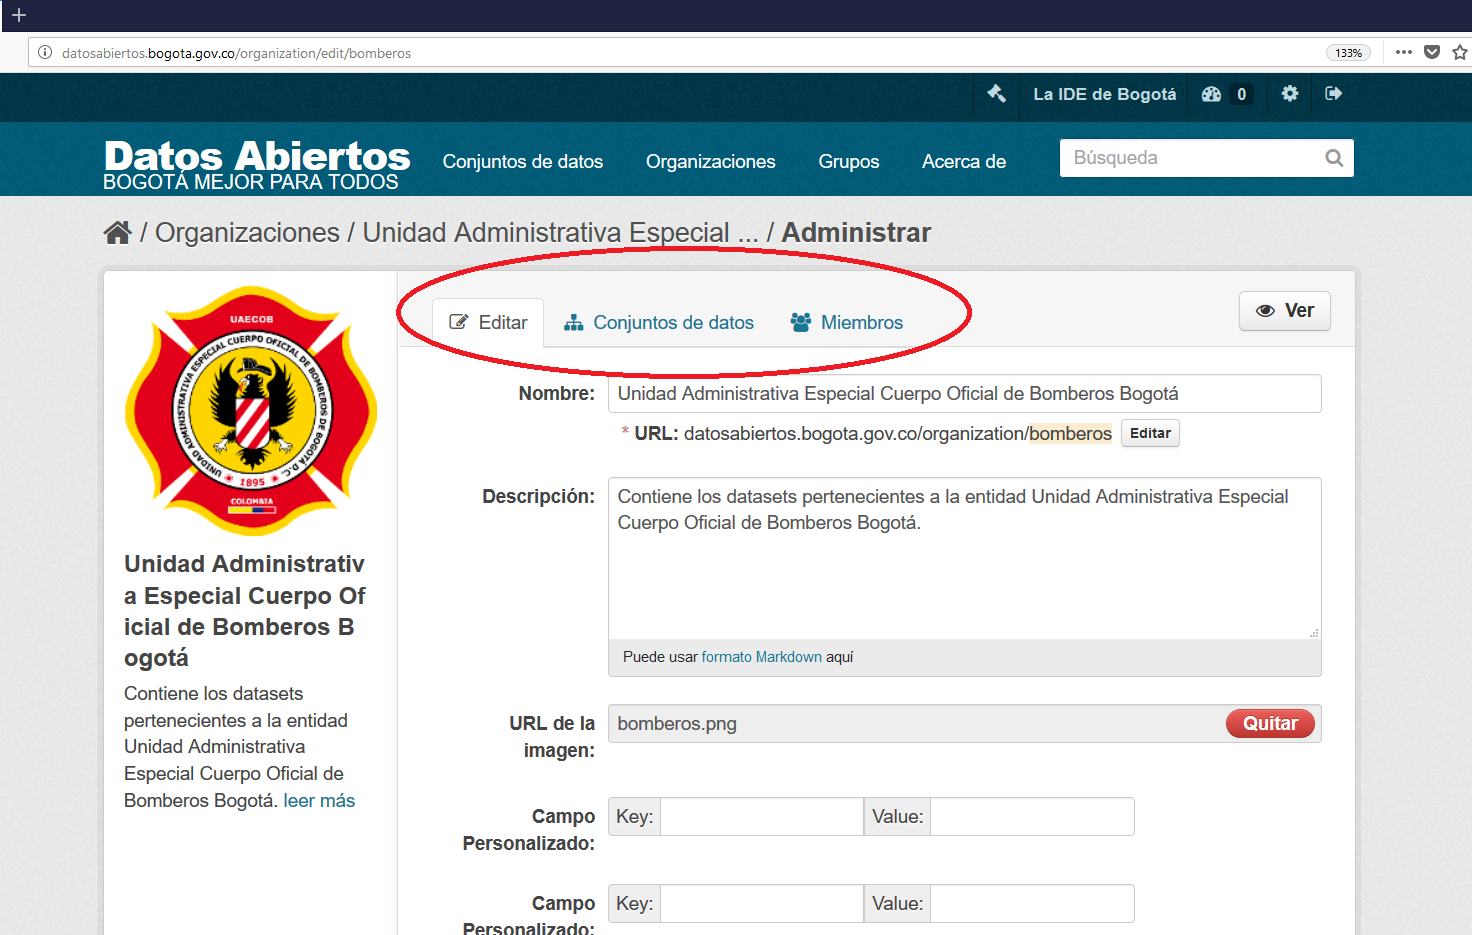 datosabiertos.bogota.gov.co/organization/edit/bomberos
133%
La IDE de Bogotá
0
Datos Abiertos
BOGOTÁ MEJOR PARA TODOS
Conjuntos de datos
Organizaciones
Grupos
Acerca de
Búsqueda
/ Organizaciones / Unidad Administrativa Especial ... / Administrar
UAECOB
UNIDAD ADMINISTRATIVA ESPECIAL CUERPO OFICIAL DE BOMBEROS DE BOGOTA D.C.
1895
COLOMBIA
Unidad Administrativ
a Especial Cuerpo Of
icial de Bomberos B
ogotá
Contiene los datasets
pertenecientes a la entidad
Unidad Administrativa
Especial Cuerpo Oficial de
Bomberos Bogotá. leer más
Editar
Conjuntos de datos
Miembros
Ver
Nombre:
Unidad Administrativa Especial Cuerpo Oficial de Bomberos Bogotá
* URL: datosabiertos.bogota.gov.co/organization/bomberos
Editar
Descripción:
Contiene los datasets pertenecientes a la entidad Unidad Administrativa Especial
Cuerpo Oficial de Bomberos Bogotá.
Puede usar formato Markdown aquí
URL de la
imagen:
bomberos.png
Quitar
Campo
Personalizado:
Key:
Value:
Campo
Personalizado:
Key:
Value: